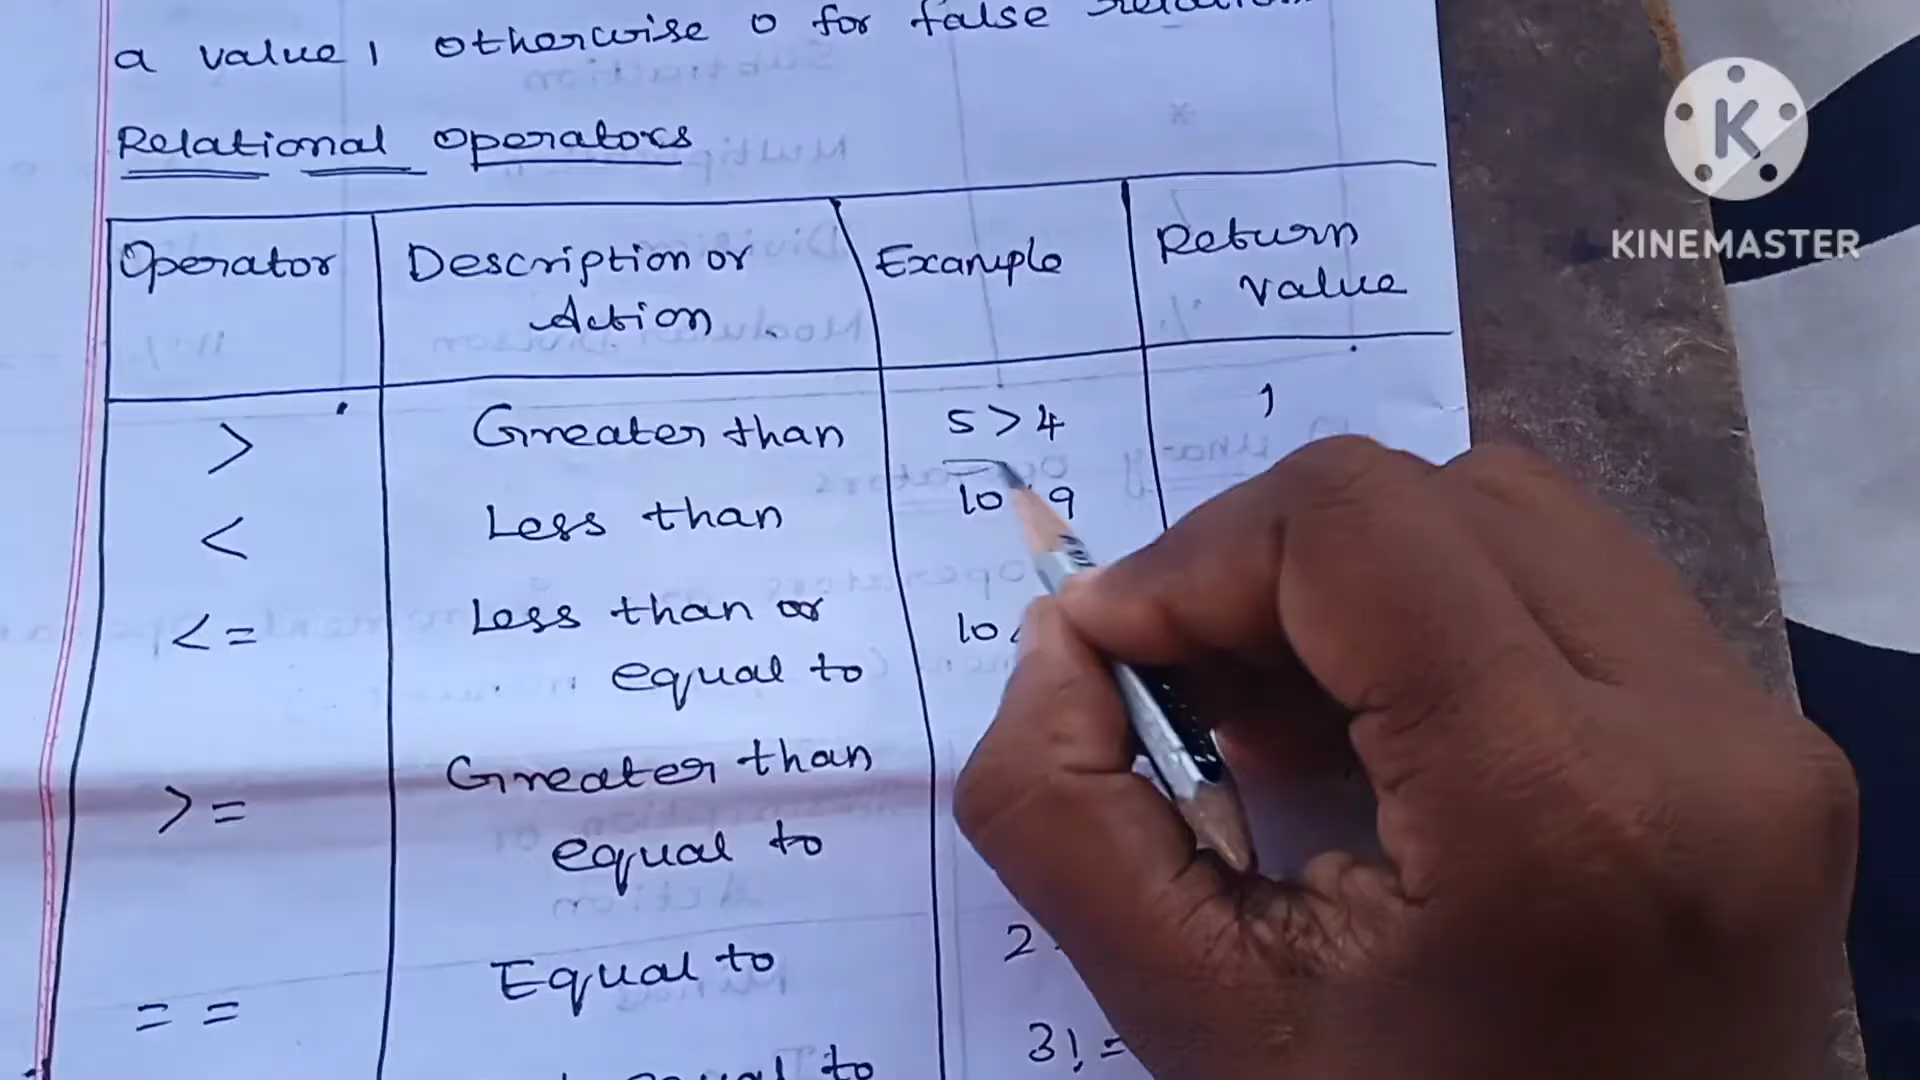 a value 1 otherwise 0 for false
Relational operators
Operator
Description or
Action
Example
Return
value
>
Greater than
5 > 4
1
<
Less than
10 9
<=
Less than or
equal to
10 <
>=
Greater than
equal to
==
Equal to
2
3! =
equal to
K
KINEMASTER